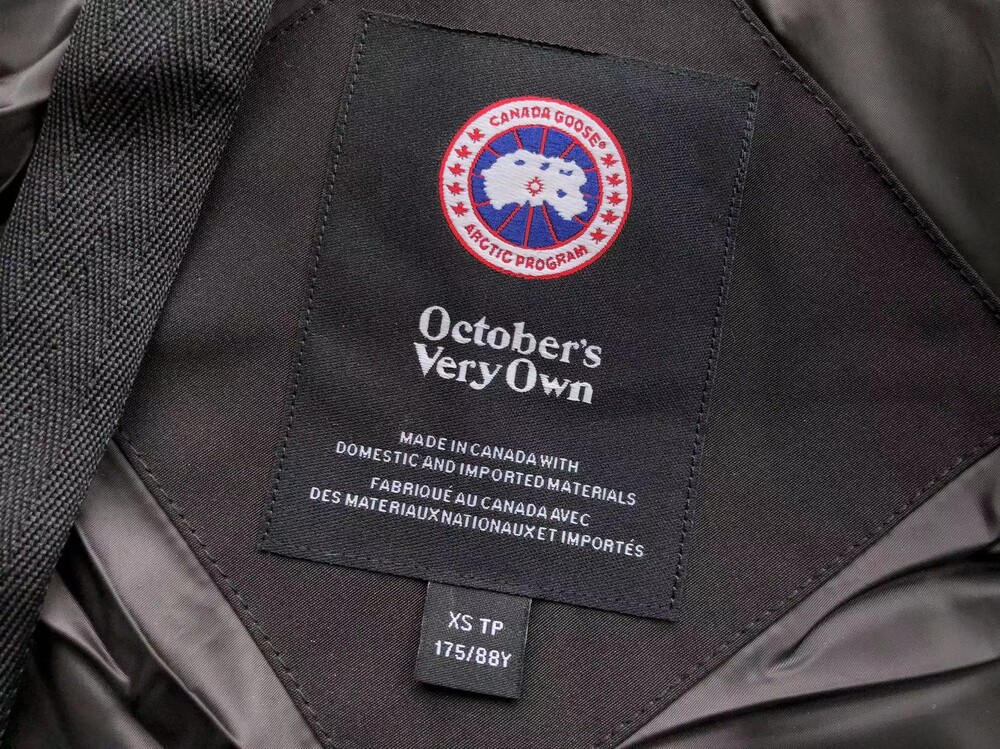 CANADA GOOSE®
ARCTIC PROGRAM
October's
Very Own
MADE IN CANADA WITH
DOMESTIC AND IMPORTED MATERIALS
FABRIQUÉ AU CANADA AVEC
DES MATERIAUX NATIONAUX ET IMPORTÉS
XS TP
175/88Y